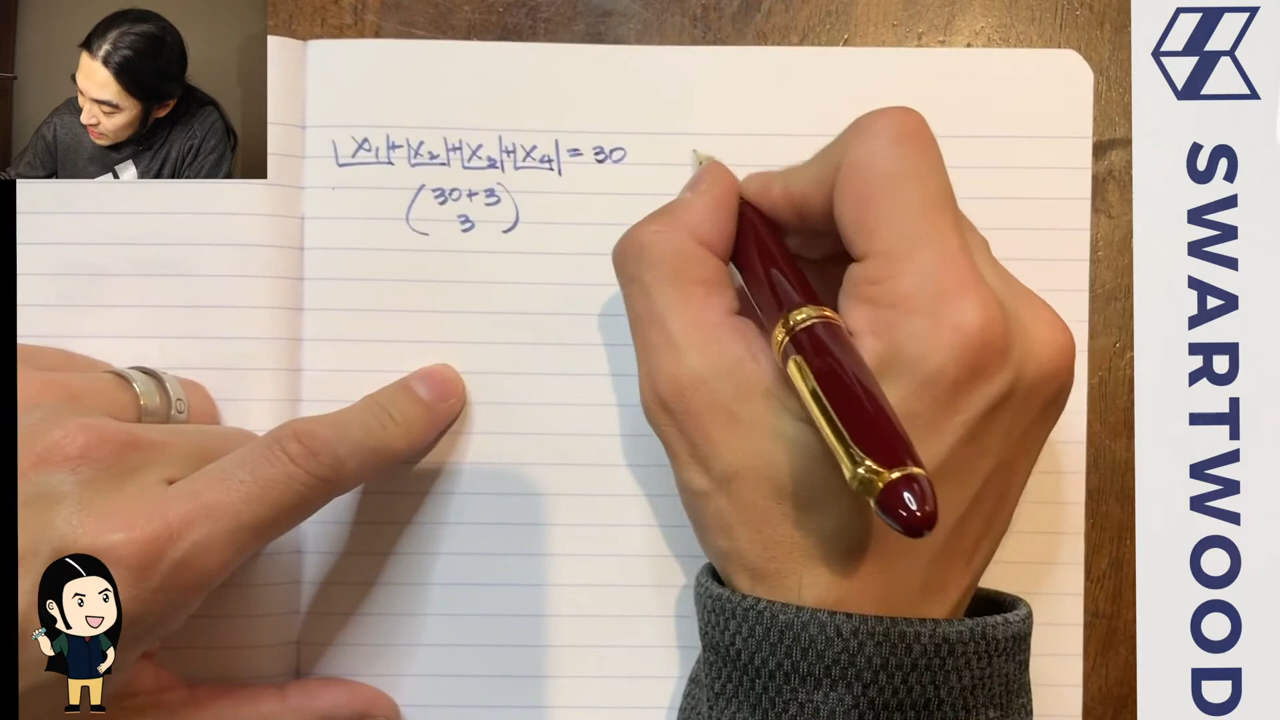 x₁ + x₂ + x₃ + x₄ = 30
(30+3
3)
SWARTWOOD